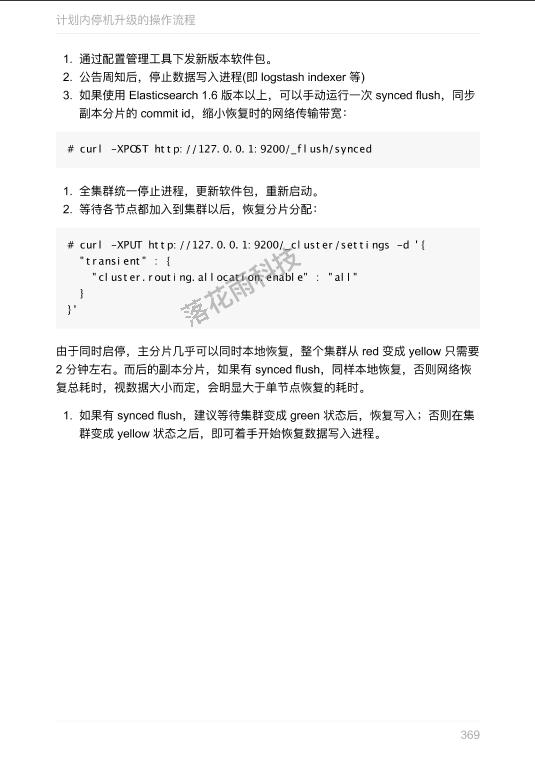 计划内停机升级的操作流程
1. 通过配置管理工具下发新版本软件包。
2. 公告周知后，停止数据写入进程(即 logstash indexer 等)
3. 如果使用 Elasticsearch 1.6 版本以上，可以手动运行一次 synced flush，同步
副本分片的 commit id，缩小恢复时的网络传输带宽：
# curl -XPOST http://127.0.0.1:9200/_flush/synced
1. 全集群统一停止进程，更新软件包，重新启动。
2. 等待各节点都加入到集群以后，恢复分片分配：
# curl -XPUT http://127.0.0.1:9200/_cluster/settings -d '{
"transient" : {
"cluster.routing.allocation.enable" : "all"
}
}'
落花雨科技
由于同时启停，主分片几乎可以同时本地恢复，整个集群从 red 变成 yellow 只需要
2 分钟左右。而后的副本分片，如果有 synced flush，同样本地恢复，否则网络恢
复总耗时，视数据大小而定，会明显大于单节点恢复的耗时。
1. 如果有 synced flush，建议等待集群变成 green 状态后，恢复写入；否则在集
群变成 yellow 状态之后，即可着手开始恢复数据写入进程。
369